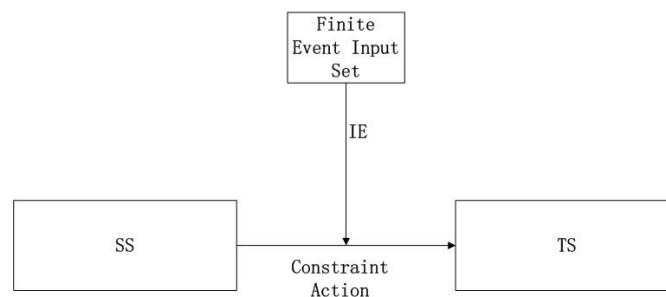 Finite
Event Input
Set
IE
SS
TS
Constraint
Action